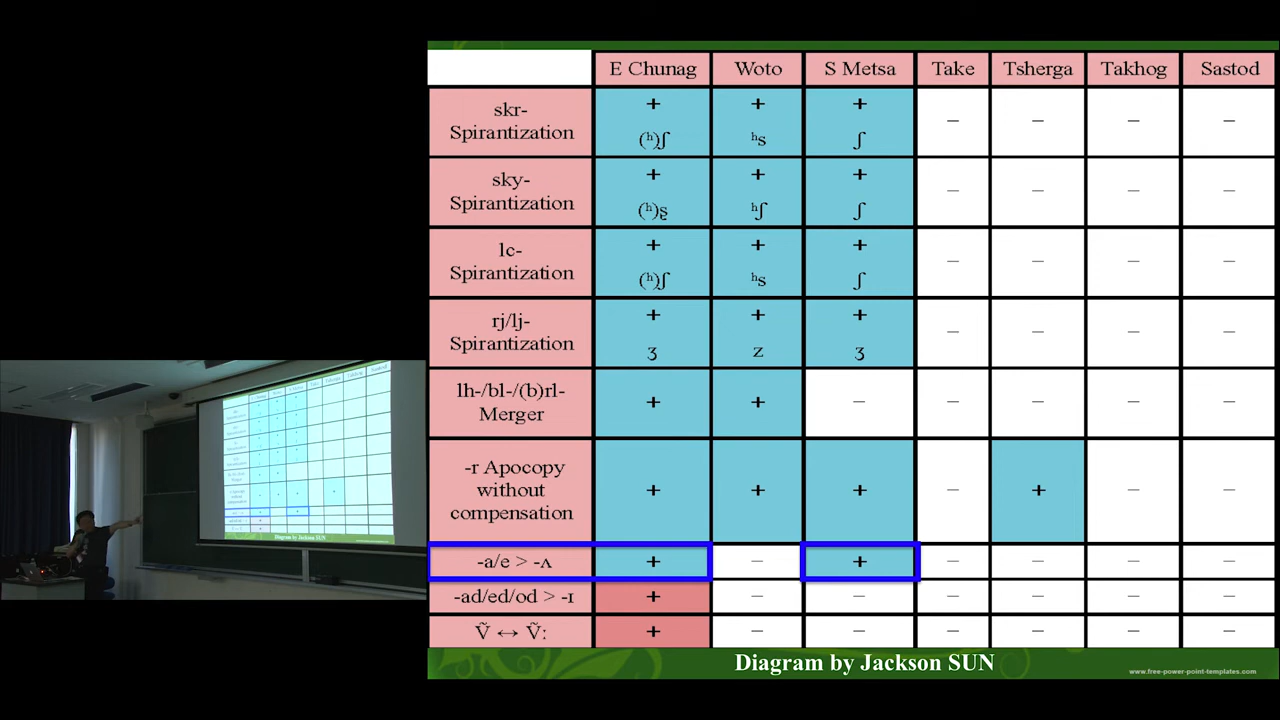 E Chunag Woto S Metsa Take Tsherga Takhog Sastod
skr-
Spirantization
+ + + – – – –
(ʰ)ʃ ʰs ʃ
sky-
Spirantization
+ + + – – – –
(ʰ)ʂ ʰʃ ʃ
lc-
Spirantization
+ + + – – – –
(ʰ)ʃ ʰs ʃ
rj/lj-
Spirantization
+ + + – – – –
ʒ z ʒ
lh-/bl-/(b)rl-
Merger
+ + – – – – –
-r Apocopy
without
compensation
+ + + – + – –
-a/e > -ʌ + – + – – – –
-ad/ed/od > -ɪ + – – – – – –
Ṽ ↔ Ṽ: + – – – – – –
Diagram by Jackson SUN
www.free-power-point-templates.com